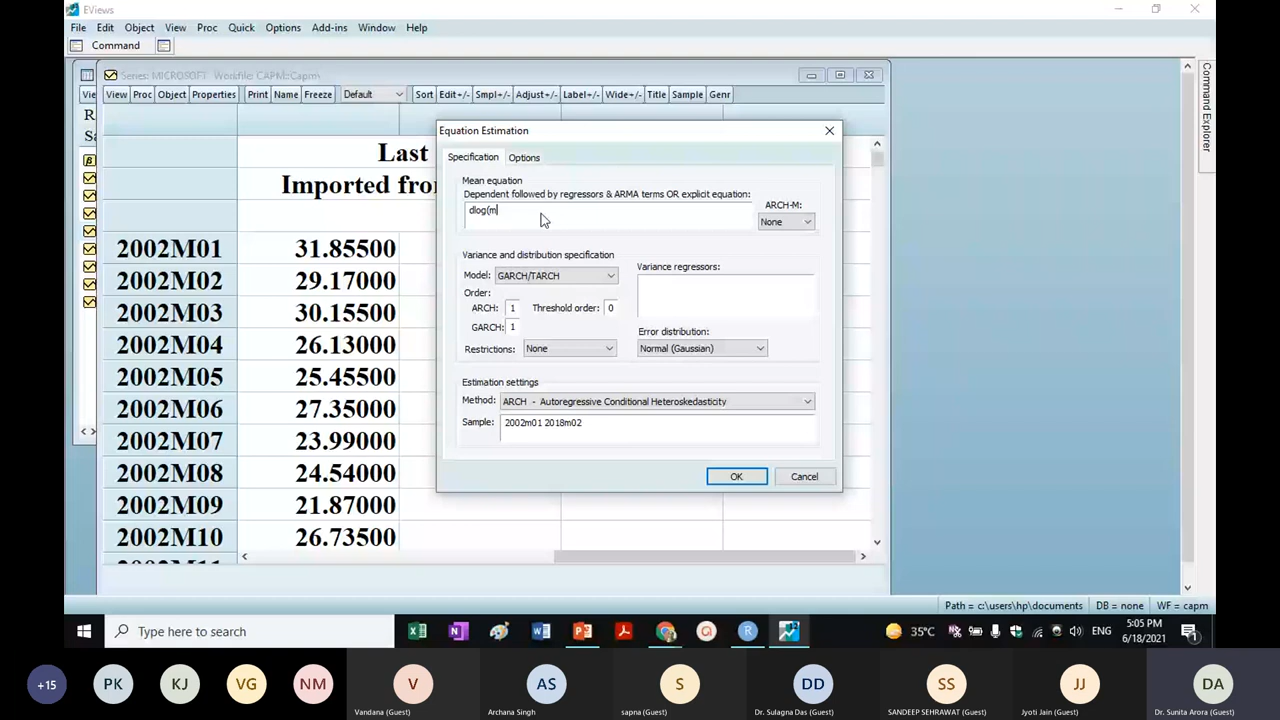 EViews
File Edit Object View Proc Quick Options Add-ins Window Help
Command
Series: MICROSOFT Workfile: CAPM::Capm
View Proc Object Properties Print Name Freeze Default Sort Edit+/- Smpl+/- Adjust+/- Label+/- Wide+/- Title Sample Genr
Last
Imported from
2002M01 31.85500
2002M02 29.17000
2002M03 30.15500
2002M04 26.13000
2002M05 25.45500
2002M06 27.35000
2002M07 23.99000
2002M08 24.54000
2002M09 21.87000
2002M10 26.73500
Equation Estimation
Specification Options
Mean equation
Dependent followed by regressors & ARMA terms OR explicit equation:
dlog(m
ARCH-M:
None
Variance and distribution specification
Model: GARCH/TARCH
Variance regressors:
Order:
ARCH: 1 Threshold order: 0
GARCH: 1
Error distribution:
Restrictions: None
Normal (Gaussian)
Estimation settings
Method: ARCH - Autoregressive Conditional Heteroskedasticity
Sample: 2002m01 2018m02
OK Cancel
Command Explorer
Path = c:\users\hp\documents DB = none WF = capm
Type here to search
35°C
ENG
5:05 PM
6/18/2021
+15 PK KJ VG NM V AS S DD SS JJ DA
Vandana (Guest) Archana Singh sapna (Guest) Dr. Sulagna Das (Guest) SANDEEP SEHRAWAT (Guest) Jyoti Jain (Guest) Dr. Sunita Arora (Guest)